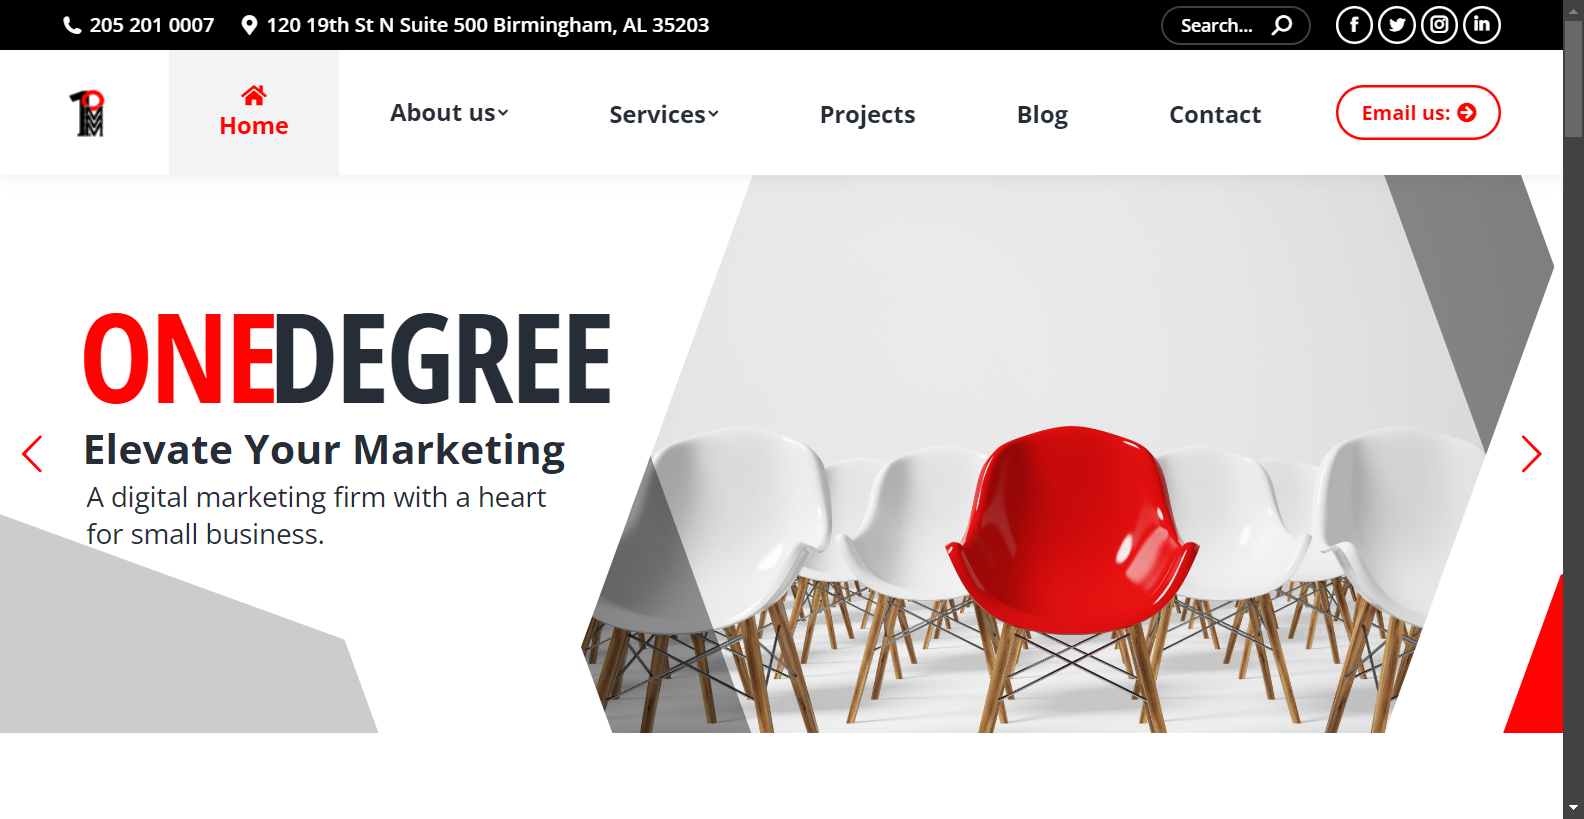 205 201 0007 120 19th St N Suite 500 Birmingham, AL 35203 Search...
Home About us Services Projects Blog Contact Email us:
ONEDEGREE
Elevate Your Marketing
A digital marketing firm with a heart
for small business.